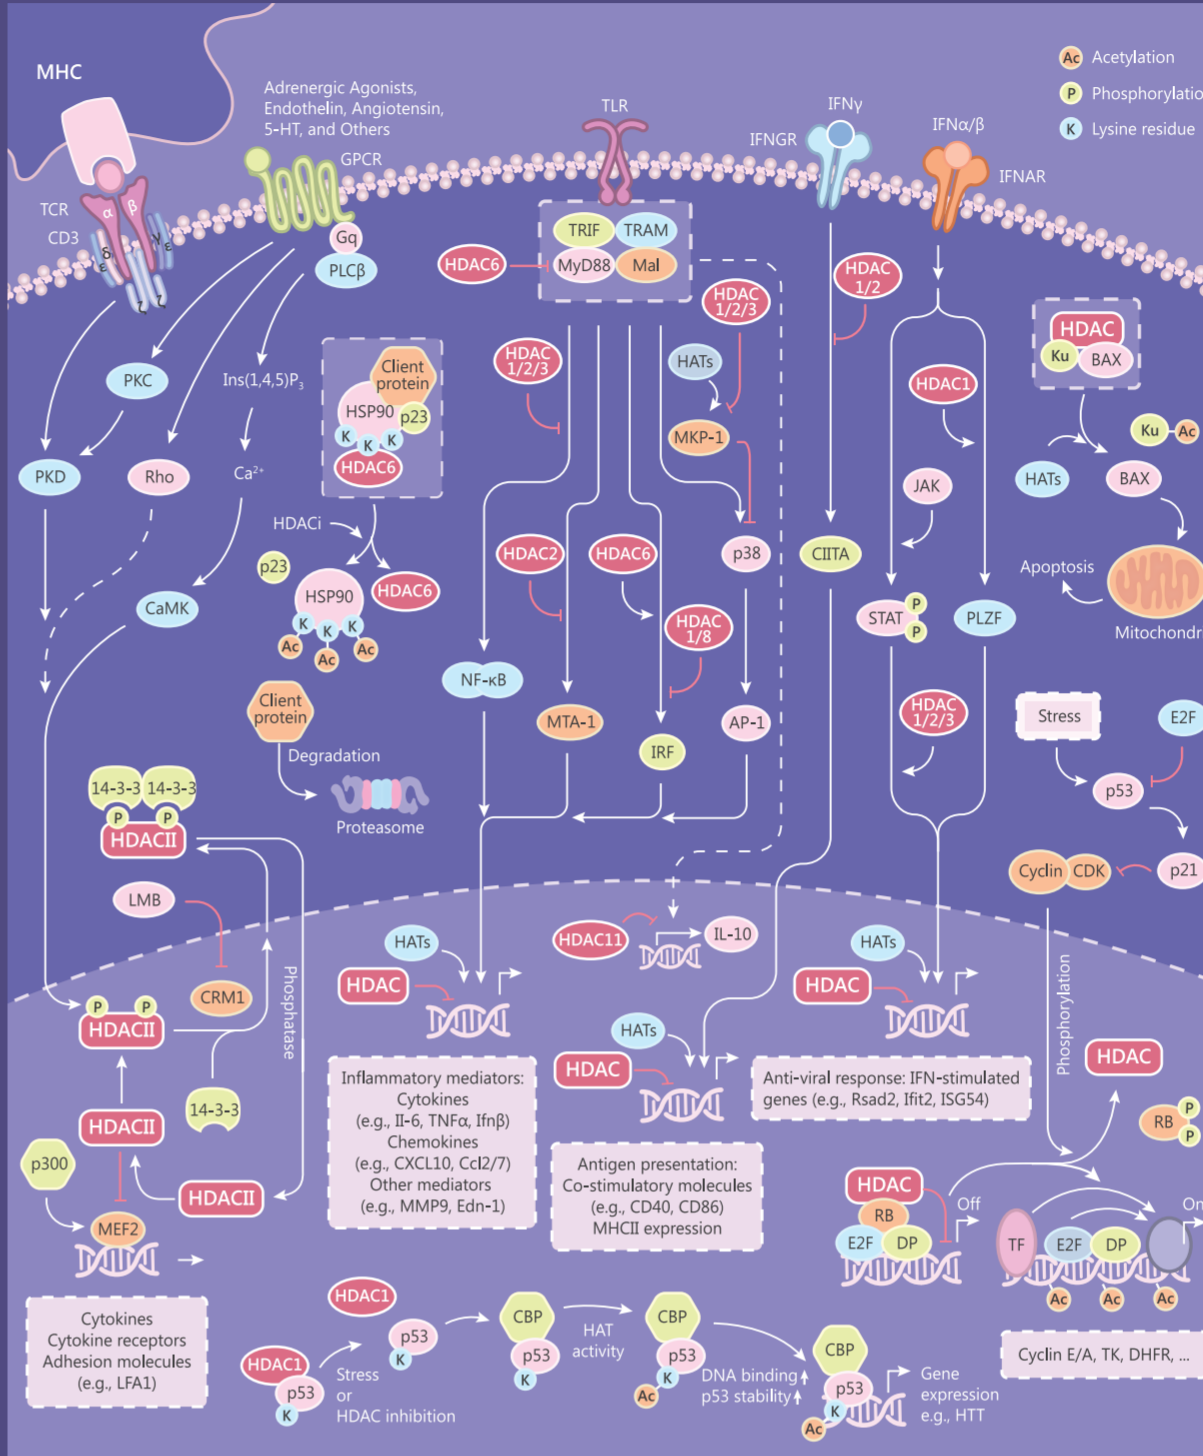 MHC
Adrenergic Agonists,
Endothelin, Angiotensin,
5-HT, and Others
GPCR
TLR
IFNγ
IFNGR
IFNα/β
IFNAR
Ac Acetylation
P Phosphorylatio
K Lysine residue
TCR
CD3
α
β
δ
ε
γ
ε
ζ
ζ
Gq
PLCβ
TRIF
TRAM
MyD88
Mal
HDAC6
HDAC
1/2/3
HDAC
1/2
HDAC
Ku
BAX
PKC
Ins(1,4,5)P₃
Client
protein
HSP90
p23
K
K
K
HDAC6
HDAC
1/2/3
HATs
MKP-1
HDAC1
Ku
Ac
PKD
Rho
Ca²⁺
JAK
HATs
BAX
HDACi
p23
HSP90
HDAC6
K
K
K
Ac
Ac
Ac
HDAC2
HDAC6
p38
CIITA
Apoptosis
Mitochondr
CaMK
HDAC
1/8
STAT
P
P
PLZF
NF-κB
MTA-1
IRF
AP-1
HDAC
1/2/3
Stress
E2F
Client
protein
Degradation
Proteasome
p53
14-3-3
14-3-3
P
P
HDACII
Cyclin
CDK
p21
LMB
CRM1
Phosphatase
HATs
HDAC
HDAC11
IL-10
HATs
HDAC
Phosphorylation
P
P
HDACII
HATs
HDAC
HDAC
14-3-3
HDACII
p300
HDACII
MEF2
Inflammatory mediators:
Cytokines
(e.g., Il-6, TNFα, Ifnβ)
Chemokines
(e.g., CXCL10, Ccl2/7)
Other mediators
(e.g., MMP9, Edn-1)
Anti-viral response: IFN-stimulated
genes (e.g., Rsad2, Ifit2, ISG54)
Antigen presentation:
Co-stimulatory molecules
(e.g., CD40, CD86)
MHCII expression
RB
P
P
HDAC
RB
E2F
DP
Off
TF
E2F
DP
On
Ac
Ac
Ac
Cytokines
Cytokine receptors
Adhesion molecules
(e.g., LFA1)
HDAC1
HDAC1
p53
K
Stress
or
HDAC inhibition
p53
K
CBP
p53
K
HAT
activity
CBP
p53
K
Ac
DNA binding
p53 stability
CBP
p53
K
Ac
Gene
expression
e.g., HTT
Cyclin E/A, TK, DHFR, ...